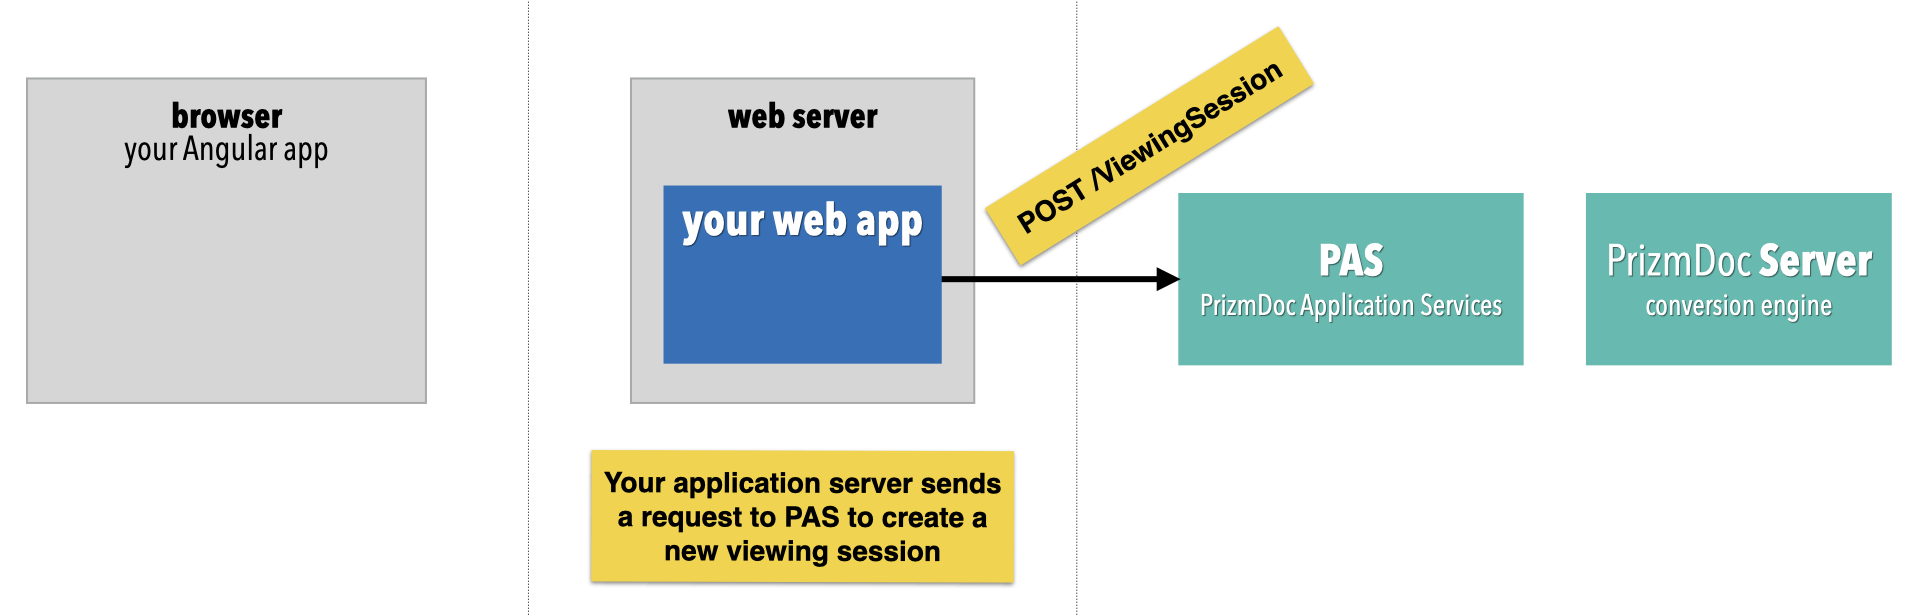 browser
your Angular app
web server
your web app
POST /ViewingSession
PAS
PrizmDoc Application Services
PrizmDoc Server
conversion engine
Your application server sends
a request to PAS to create a
new viewing session